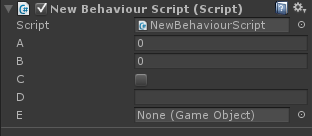 New Behaviour Script (Script)
Script NewBehaviourScript
A 0
B 0
C
D
E None (Game Object)